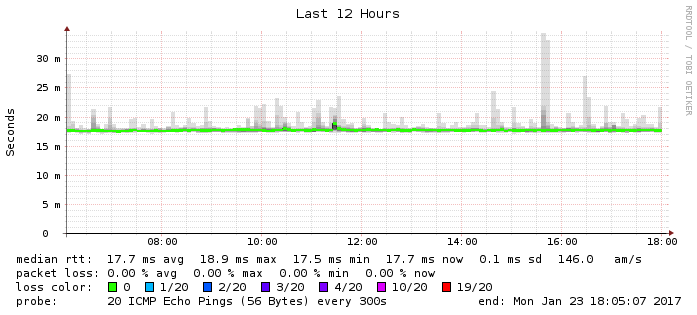 Last 12 Hours
RRDTOOL / TOBI OETIKER
Seconds
30 m
25 m
20 m
15 m
10 m
5 m
0
08:00 10:00 12:00 14:00 16:00 18:00
median rtt: 17.7 ms avg 18.9 ms max 17.5 ms min 17.7 ms now 0.1 ms sd 146.0 am/s
packet loss: 0.00 % avg 0.00 % max 0.00 % min 0.00 % now
loss color: 0 1/20 2/20 3/20 4/20 10/20 19/20
probe: 20 ICMP Echo Pings (56 Bytes) every 300s end: Mon Jan 23 18:05:07 2017